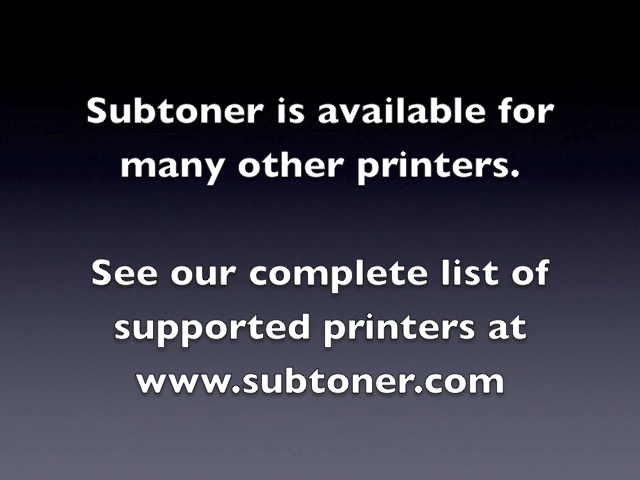 Subtoner is available for
many other printers.
See our complete list of
supported printers at
www.subtoner.com